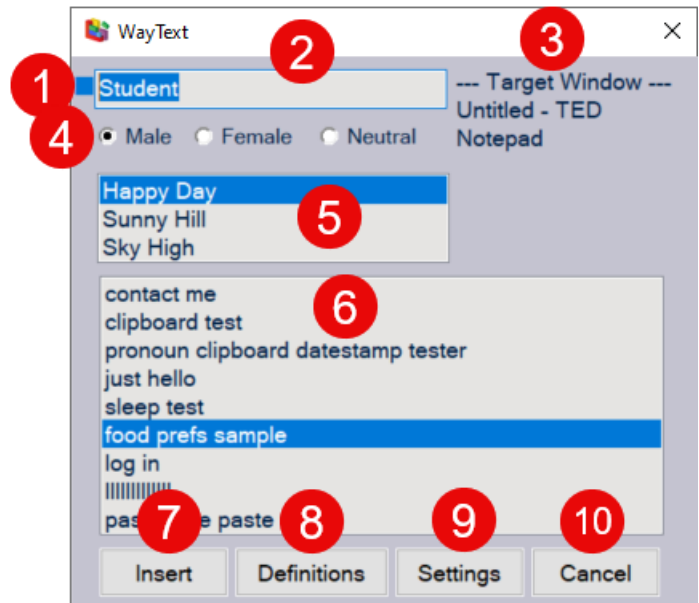 WayText
1
2
3
Student
--- Target Window ---
Untitled - TED
Notepad
4
Male Female Neutral
Happy Day
Sunny Hill
Sky High
5
contact me
clipboard test
pronoun clipboard datestamp tester
just hello
sleep test
food prefs sample
log in
6
paste
7
8
9
10
Insert Definitions Settings Cancel